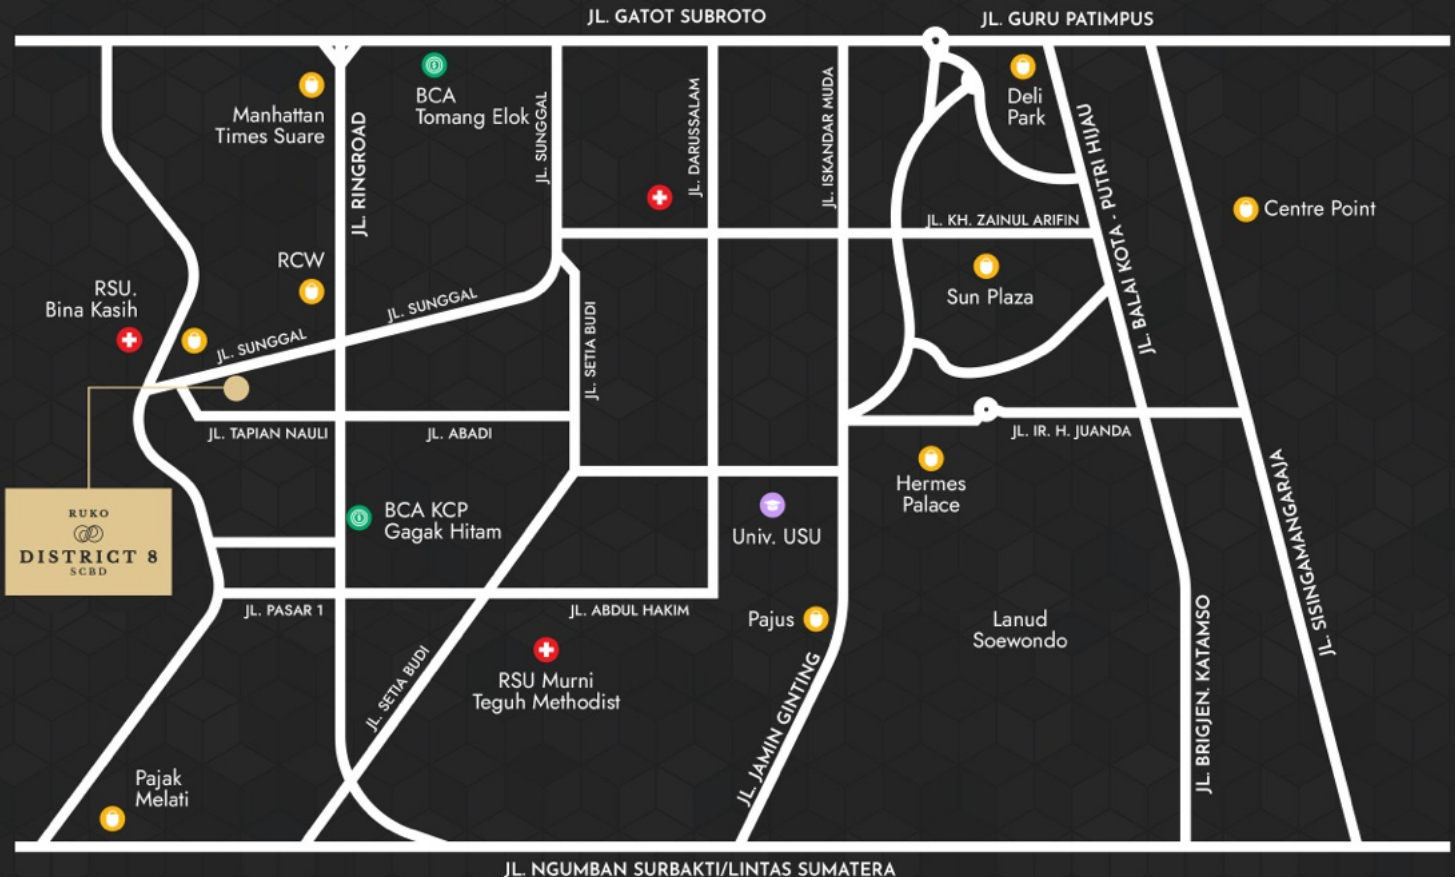 JL. GATOT SUBROTO
JL. GURU PATIMPUS
Manhattan
Times Suare
BCA
Tomang Elok
JL. RINGROAD
JL. SUNGGAL
JL. DARUSSALAM
JL. ISKANDAR MUDA
Deli
Park
JL. BALAI KOTA - PUTRI HIJAU
Centre Point
JL. KH. ZAINUL ARIFIN
RCW
RSU.
Bina Kasih
JL. SUNGGAL
JL. SUNGGAL
JL. SETIA BUDI
Sun Plaza
JL. TAPIAN NAULI
JL. ABADI
JL. IR. H. JUANDA
Hermes
Palace
JL. SISINGAMANGARAJA
RUKO
DISTRICT 8
SCBD
BCA KCP
Gagak Hitam
Univ. USU
JL. PASAR 1
JL. ABDUL HAKIM
Pajus
Lanud
Soewondo
JL. BRIGJEN. KATAMSO
JL. SETIA BUDI
RSU Murni
Teguh Methodist
JL. JAMIN GINTING
Pajak
Melati
JL. NGUMBAN SURBAKTI/LINTAS SUMATERA